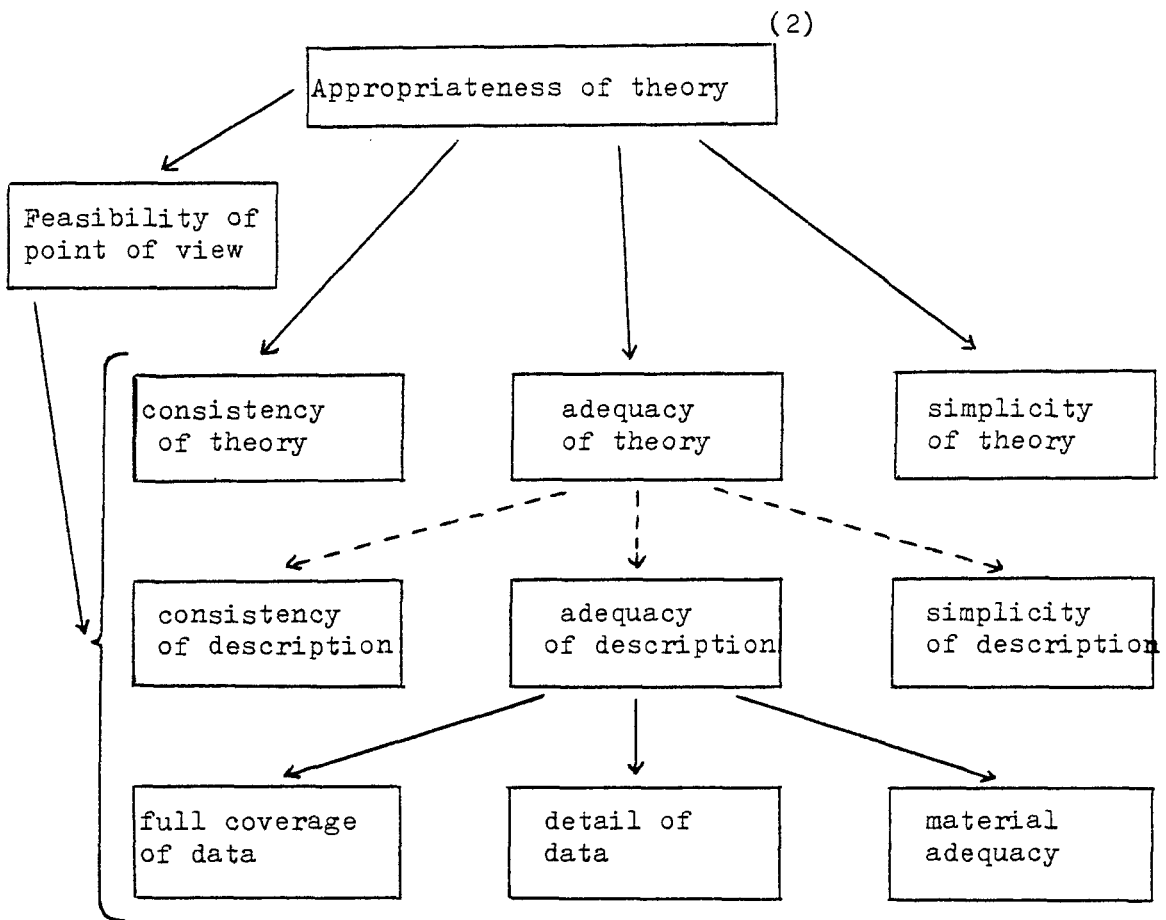 (2)
Appropriateness of theory
Feasibility of
point of view
consistency
of theory
adequacy
of theory
simplicity
of theory
consistency
of description
adequacy
of description
simplicity
of description
full coverage
of data
detail of
data
material
adequacy